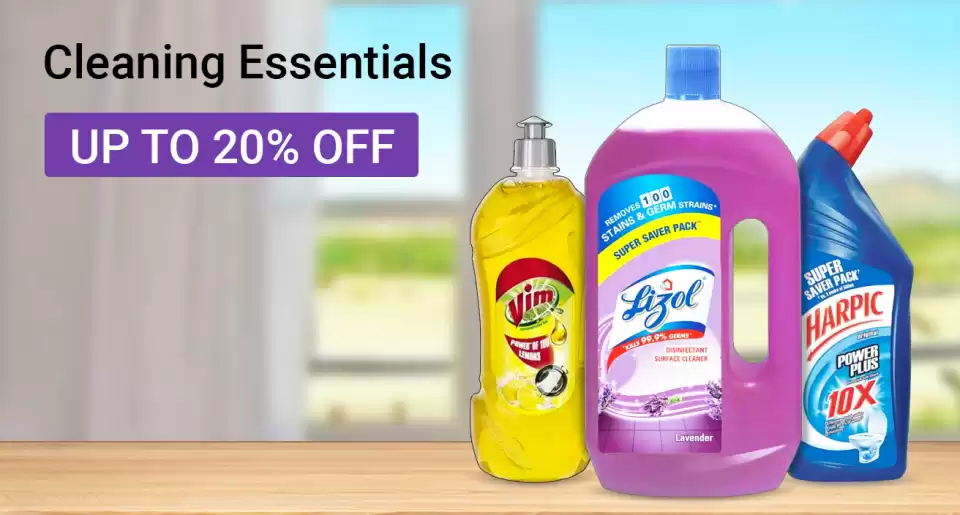 Cleaning Essentials
UP TO 20% OFF
Vim
POWER OF 100
LEMONS
REMOVES 100
STAINS & GERM STRAINS*
SUPER SAVER PACK**
Lizol
KILLS 99.9% GERMS*
DISINFECTANT
SURFACE CLEANER
Lavender
SUPER
SAVER PACK*
HARPIC
original
POWER
PLUS
10X